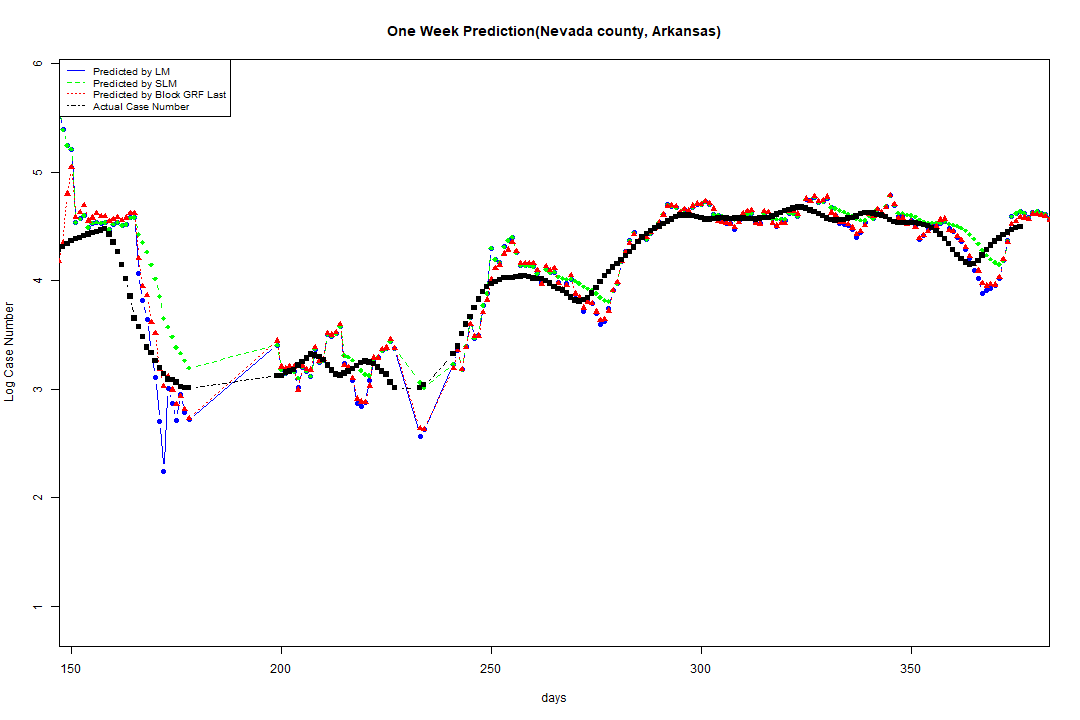 One Week Prediction(Nevada county, Arkansas)
Predicted by LM
Predicted by SLM
Predicted by Block GRF Last
Actual Case Number
Log Case Number
6
5
4
3
2
1
150 200 250 300 350
days